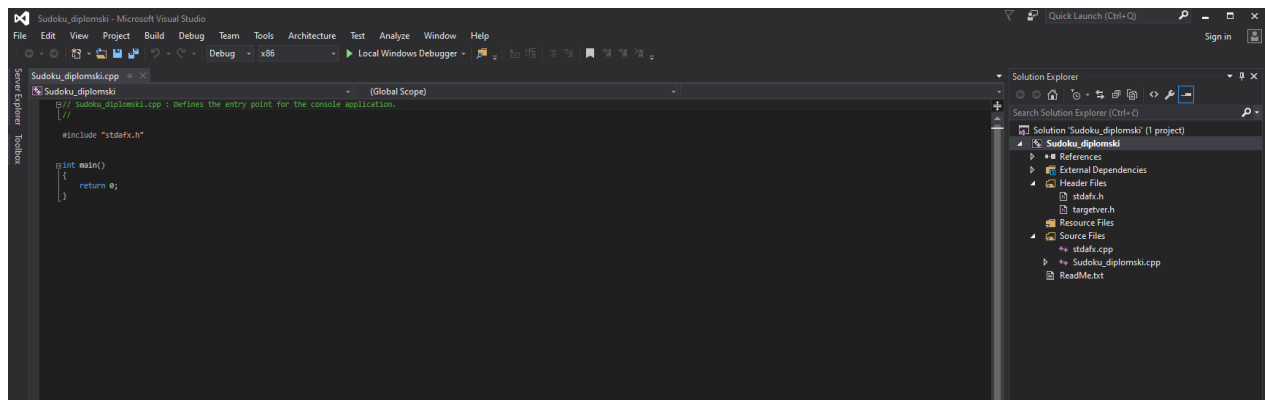 Sudoku_diplomski - Microsoft Visual Studio
Quick Launch (Ctrl+Q)
File Edit View Project Build Debug Team Tools Architecture Test Analyze Window Help
Sign in
Debug x86 Local Windows Debugger
Server Explorer
Toolbox
Sudoku_diplomski.cpp
Sudoku_diplomski (Global Scope)
// Sudoku_diplomski.cpp : Defines the entry point for the console application.
//
#include "stdafx.h"
int main()
{
return 0;
}
Solution Explorer
Search Solution Explorer (Ctrl+č)
Solution 'Sudoku_diplomski' (1 project)
Sudoku_diplomski
References
External Dependencies
Header Files
stdafx.h
targetver.h
Resource Files
Source Files
stdafx.cpp
Sudoku_diplomski.cpp
ReadMe.txt